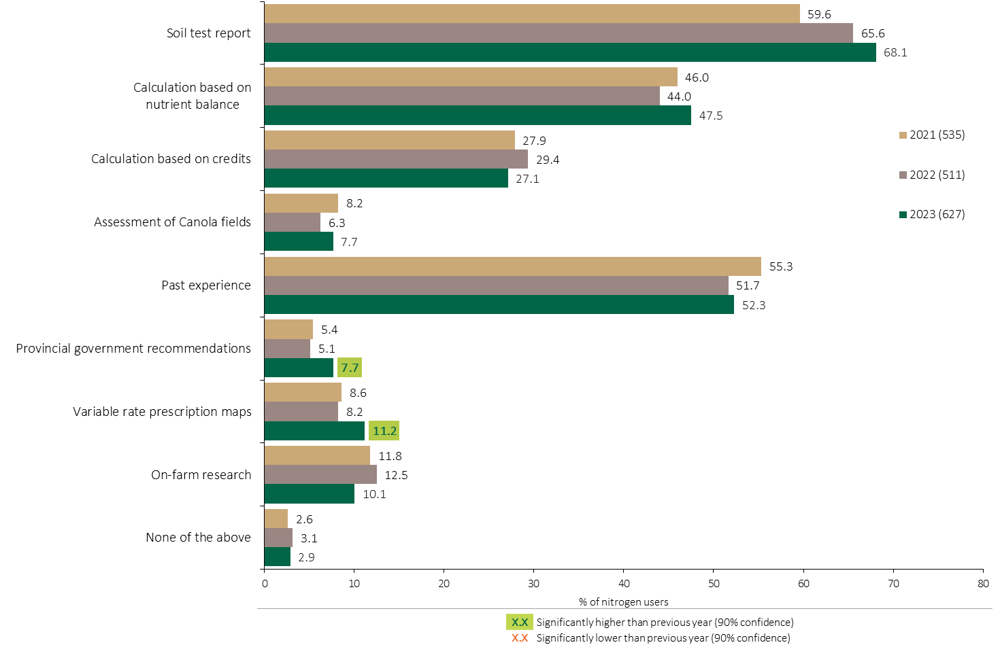 Soil test report
59.6
65.6
68.1
Calculation based on
nutrient balance
46.0
44.0
47.5
Calculation based on credits
27.9
29.4
27.1
Assessment of Canola fields
8.2
6.3
7.7
Past experience
55.3
51.7
52.3
Provincial government recommendations
5.4
5.1
7.7
Variable rate prescription maps
8.6
8.2
11.2
On-farm research
11.8
12.5
10.1
None of the above
2.6
3.1
2.9
2021 (535)
2022 (511)
2023 (627)
0 10 20 30 40 50 60 70 80
% of nitrogen users
X.X Significantly higher than previous year (90% confidence)
X.X Significantly lower than previous year (90% confidence)